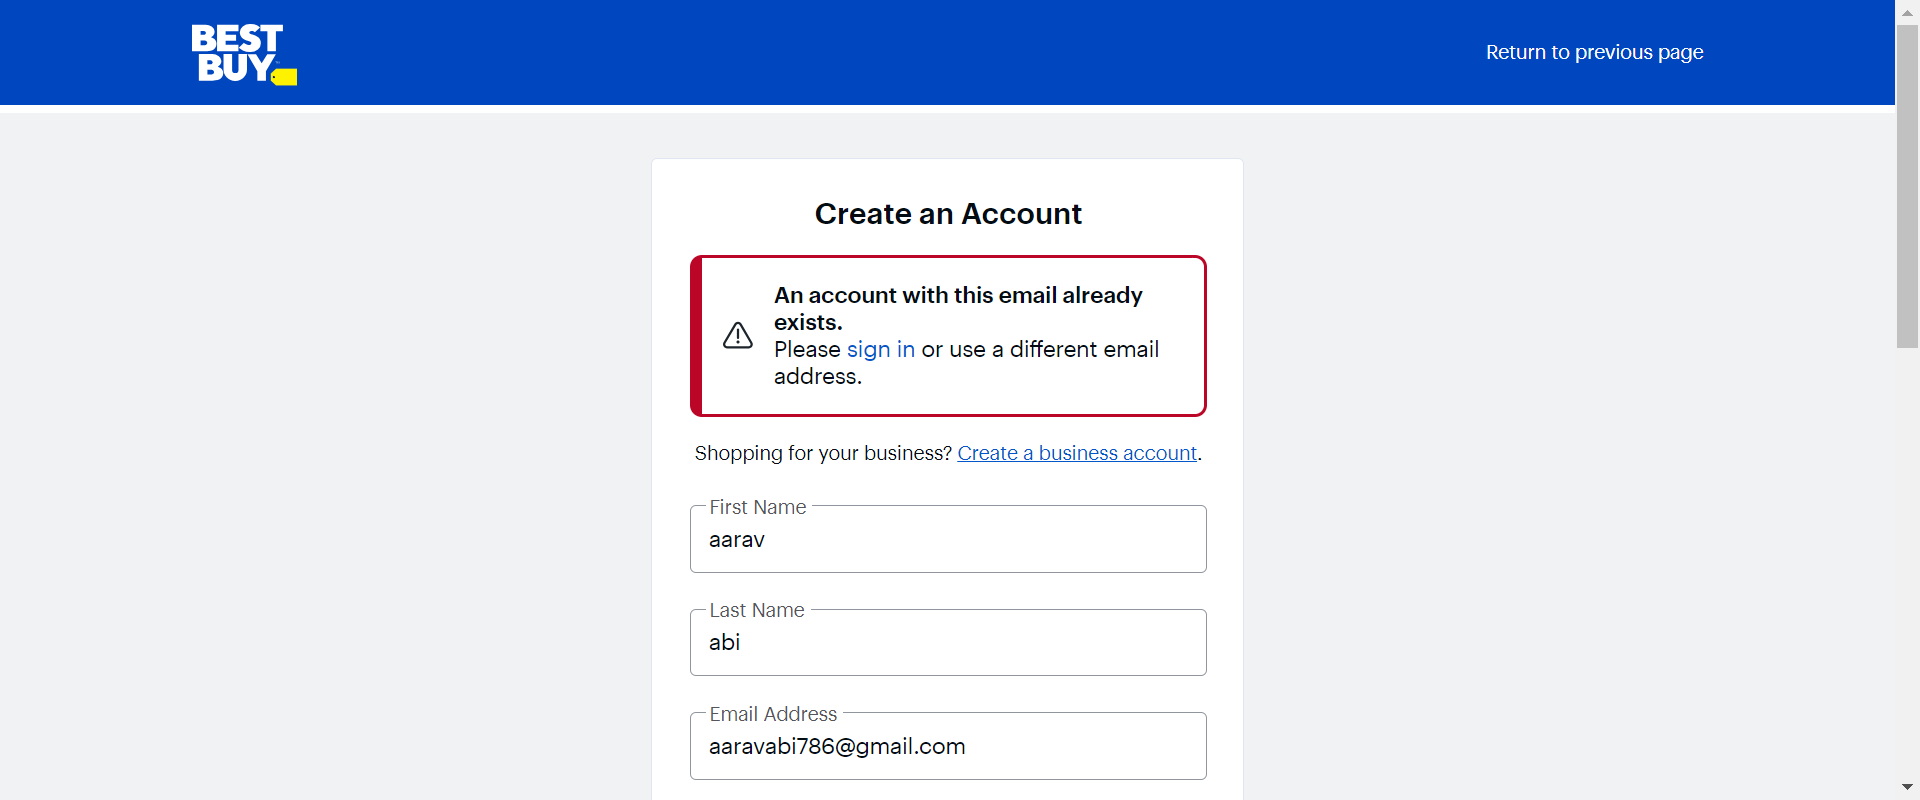 BEST
BUY
Return to previous page
Create an Account
An account with this email already
exists.
Please sign in or use a different email
address.
Shopping for your business? Create a business account.
First Name
aarav
Last Name
abi
Email Address
aaravabi786@gmail.com